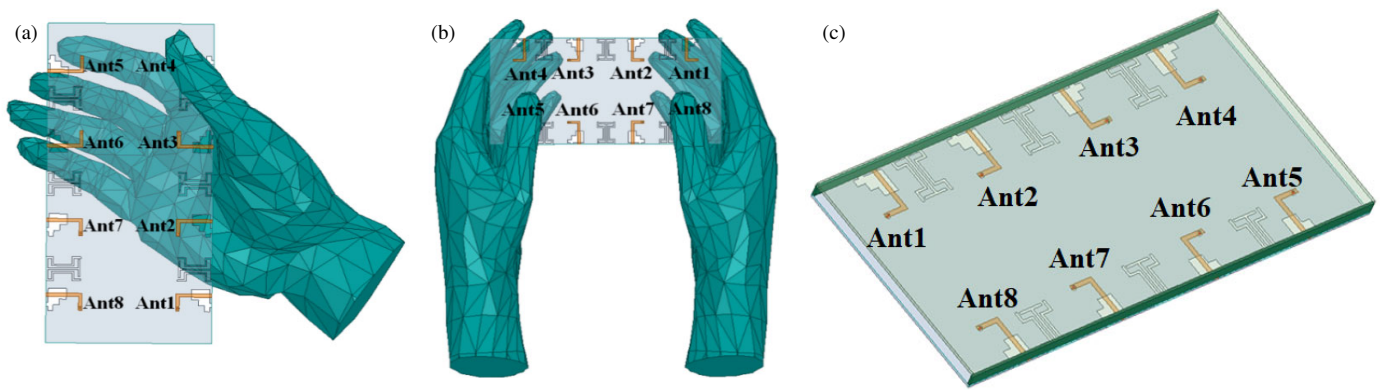 (a)
Ant5 Ant4
Ant6 Ant3
Ant7 Ant2
Ant8 Ant1
(b)
Ant4 Ant3 Ant2 Ant1
Ant5 Ant6 Ant7 Ant8
(c)
Ant4
Ant3
Ant5
Ant2
Ant6
Ant1
Ant7
Ant8